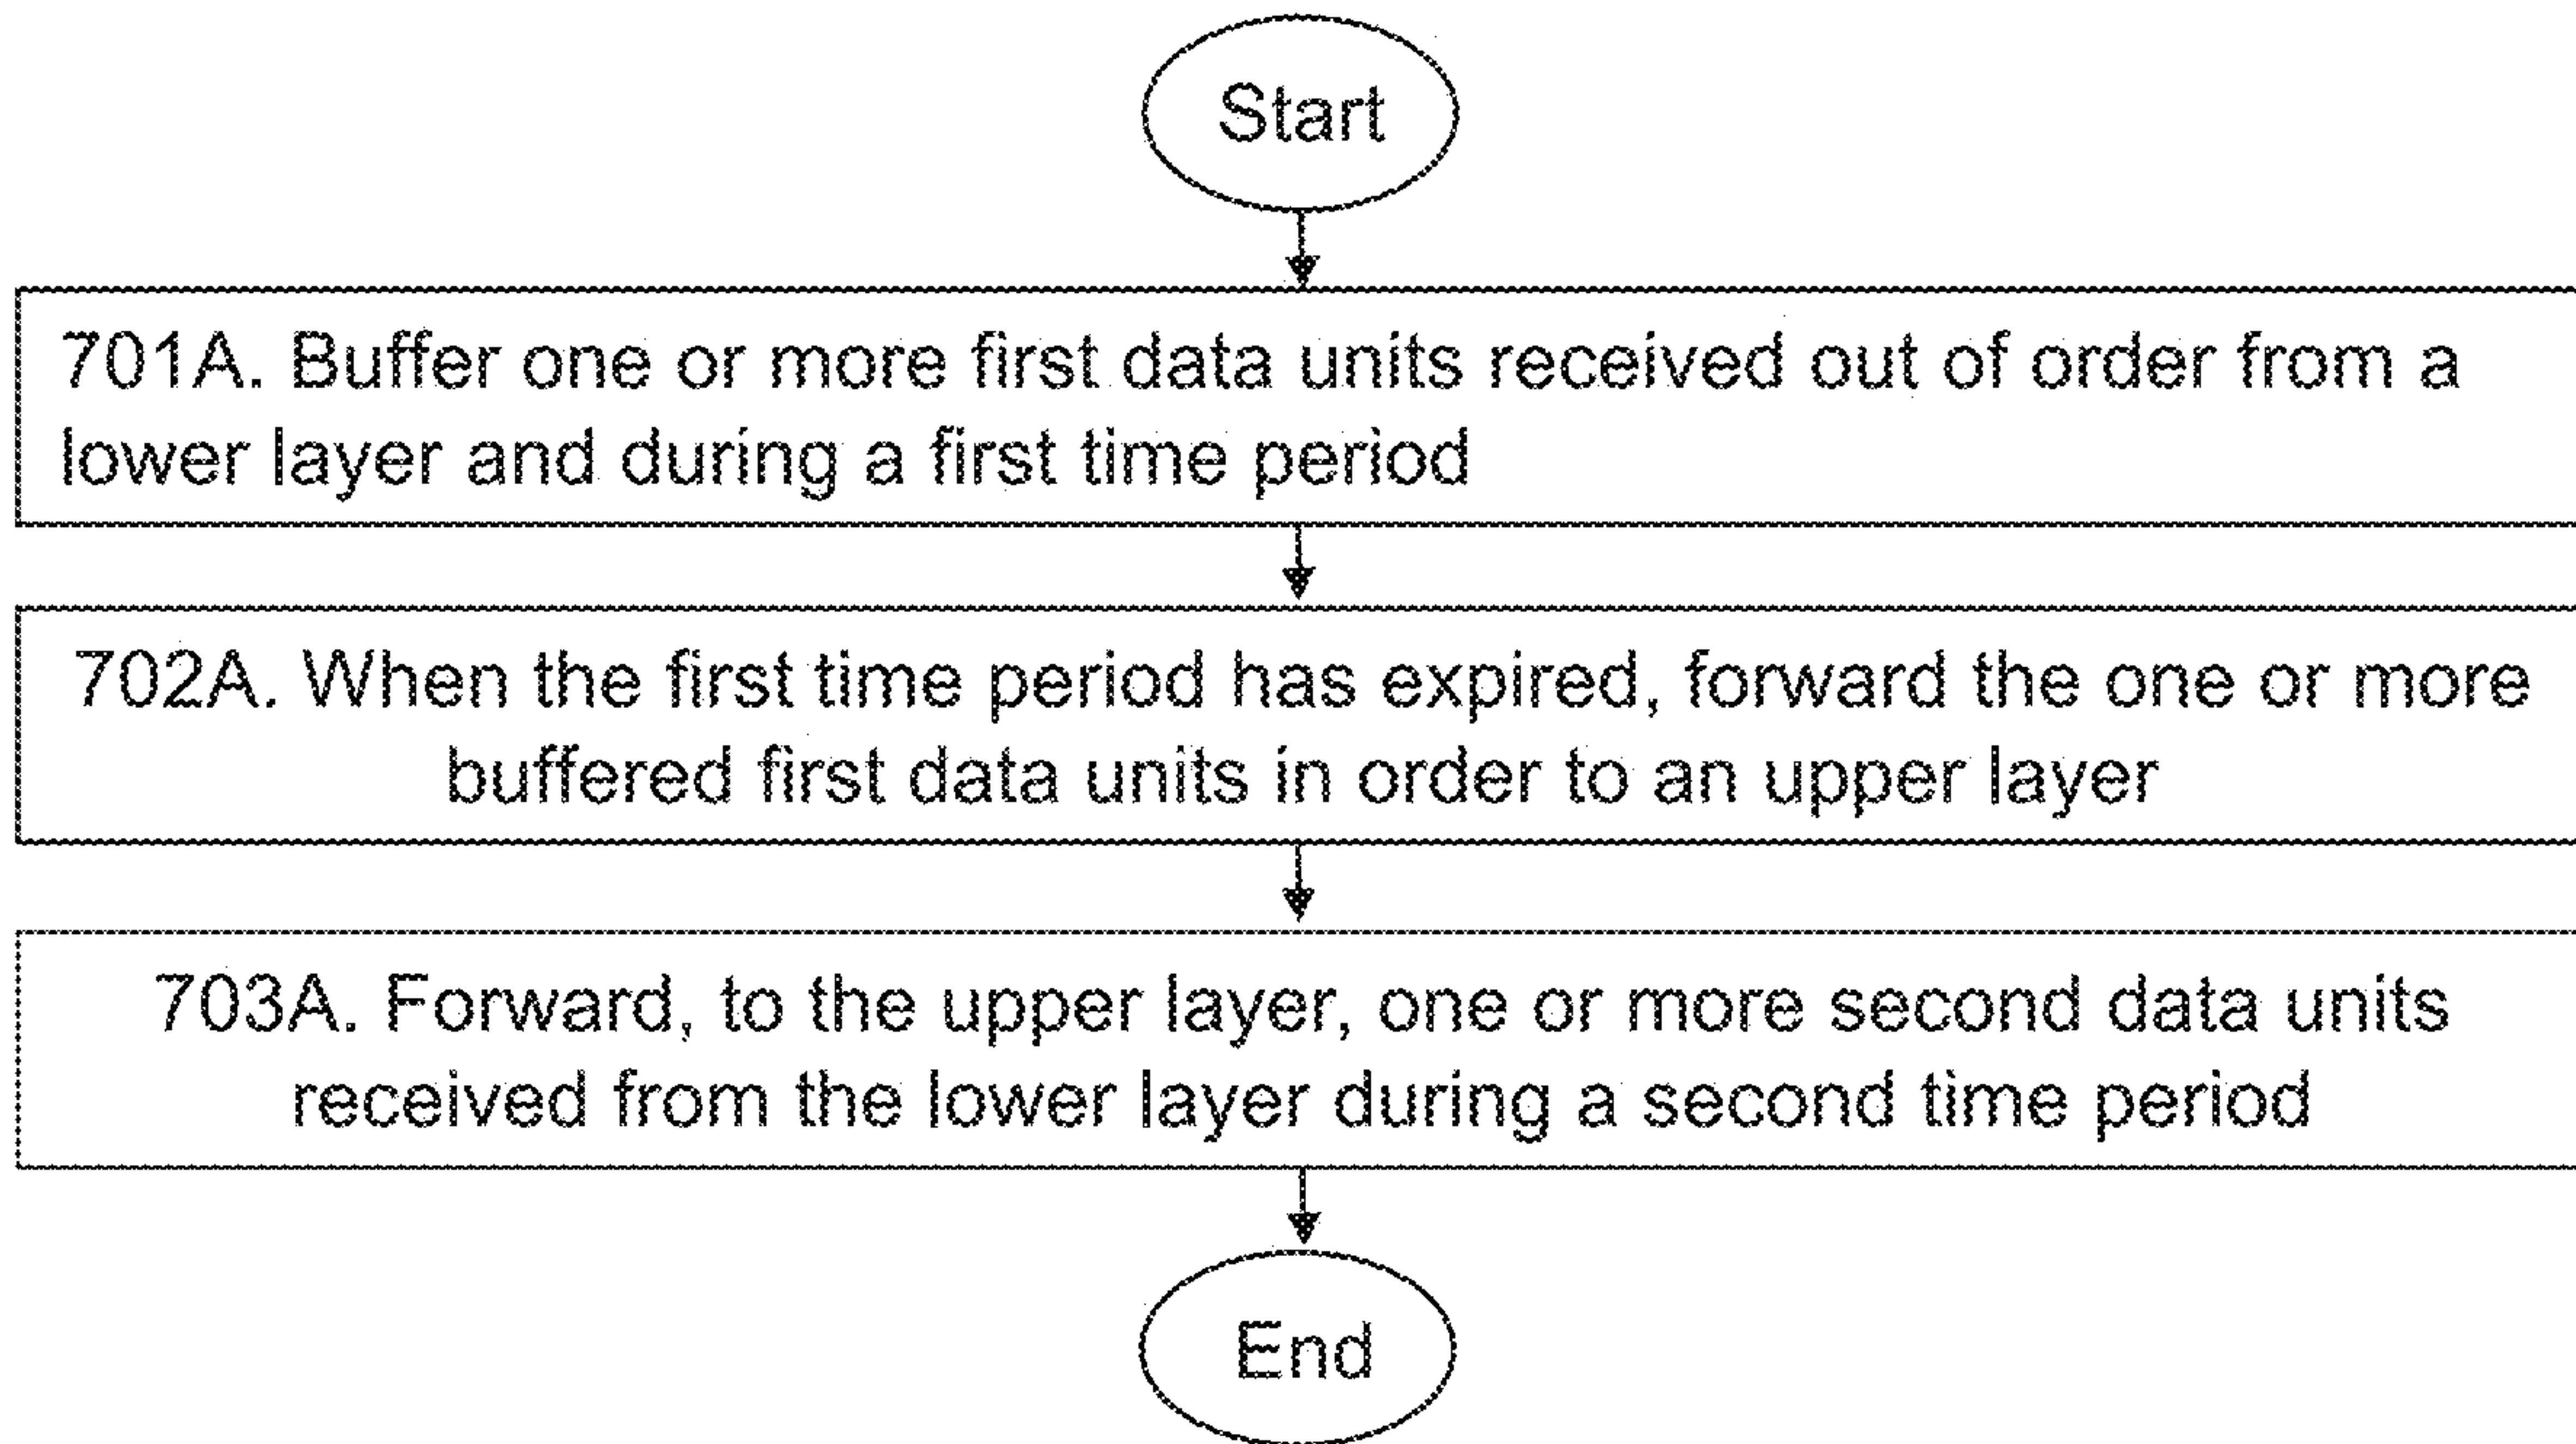 Start
701A. Buffer one or more first data units received out of order from a
lower layer and during a first time period
702A. When the first time period has expired, forward the one or more
buffered first data units in order to an upper layer
703A. Forward, to the upper layer, one or more second data units
received from the lower layer during a second time period
End